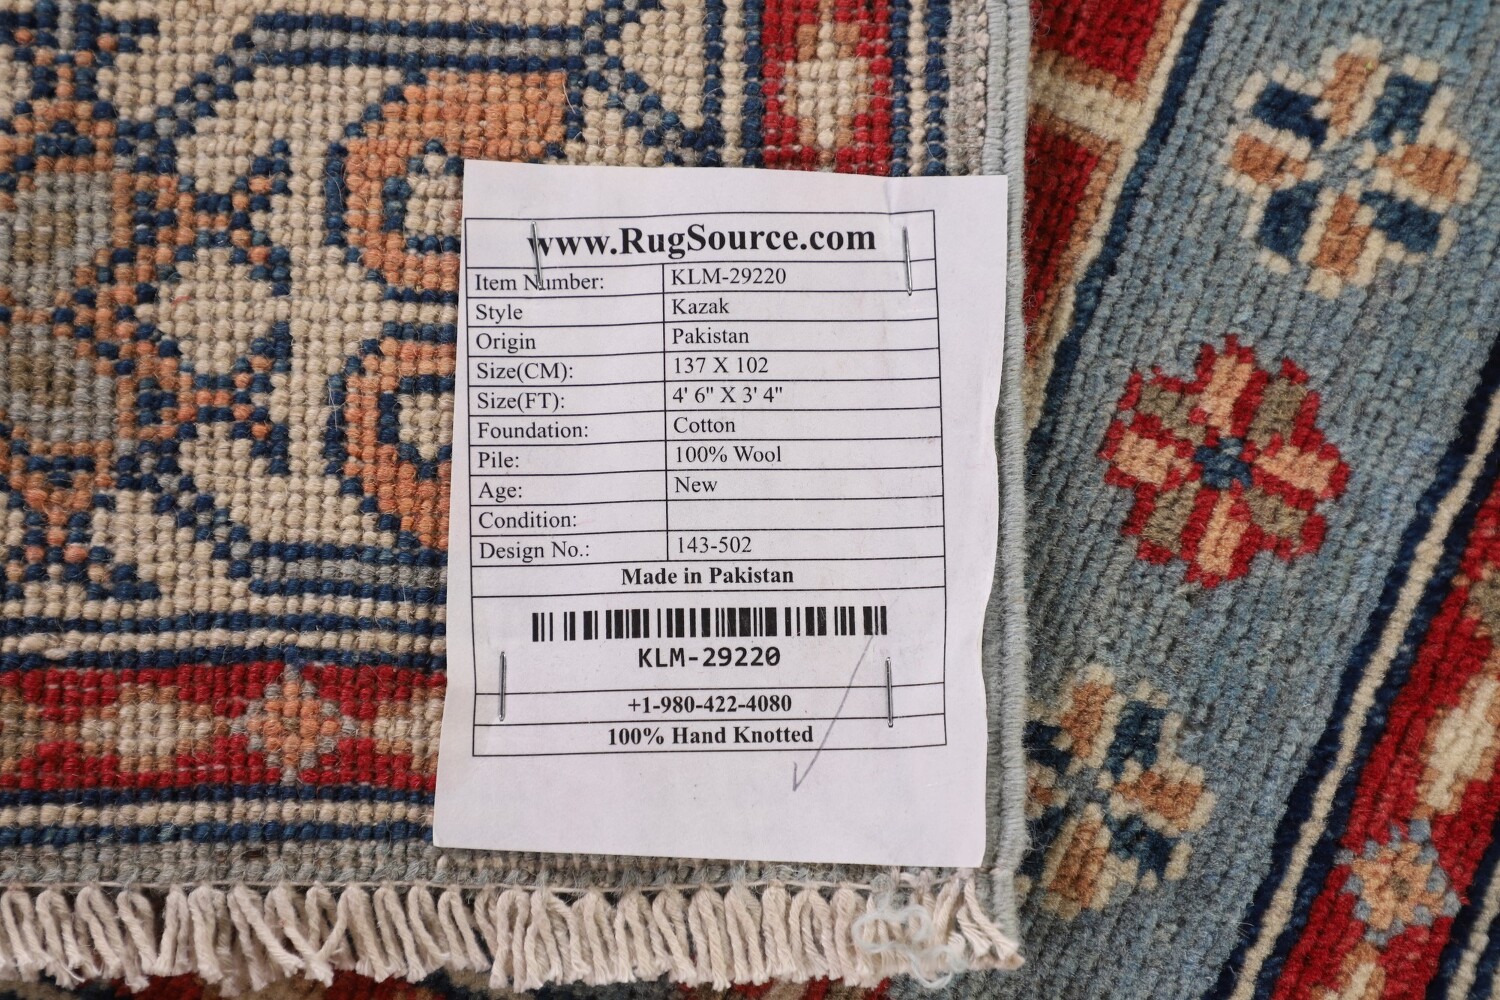 www.RugSource.com
Item Number: KLM-29220
Style Kazak
Origin Pakistan
Size(CM): 137 X 102
Size(FT): 4' 6" X 3' 4"
Foundation: Cotton
Pile: 100% Wool
Age: New
Condition:
Design No.: 143-502
Made in Pakistan
KLM-29220
+1-980-422-4080
100% Hand Knotted